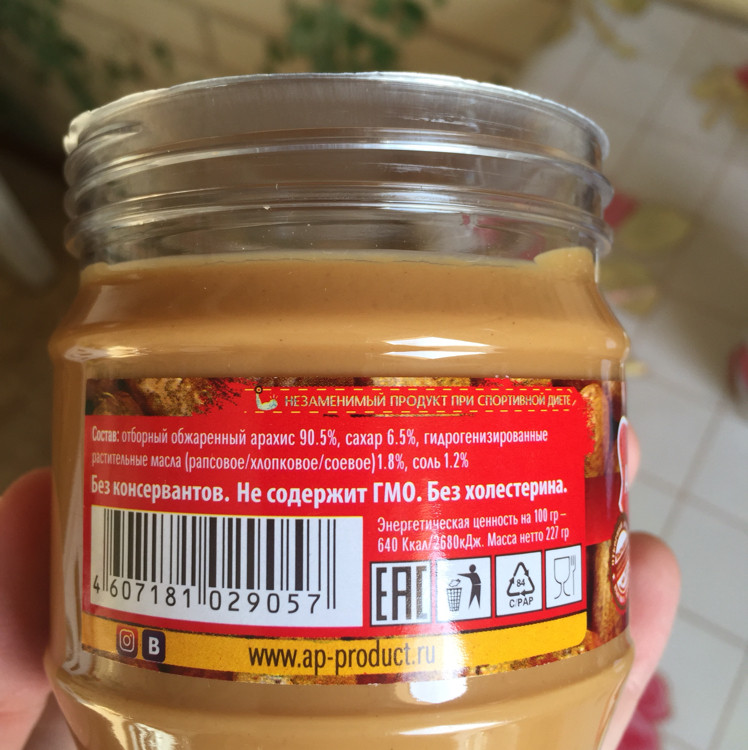 НЕЗАМЕНИМЫЙ ПРОДУКТ ПРИ СПОРТИВНОЙ ДИЕТЕ
Состав: отборный обжаренный арахис 90.5%, сахар 6.5%, гидрогенизированные
растительные масла (рапсовое/хлопковое/соевое)1.8%, соль 1.2%
Без консервантов. Не содержит ГМО. Без холестерина.
Энергетическая ценность на 100 гр –
640 Ккал/2680кДж. Масса нетто 227 гр
4 607181 029057
ЕАС
84
C/PAP
B
www.ap-product.ru